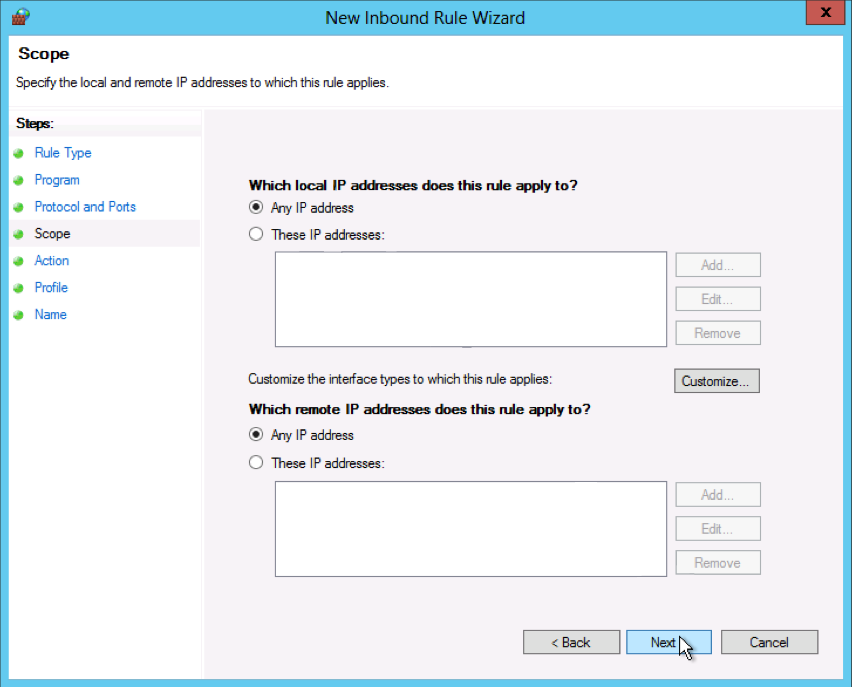 New Inbound Rule Wizard
x
Scope
Specify the local and remote IP addresses to which this rule applies.
Steps:
Rule Type
Program
Protocol and Ports
Scope
Action
Profile
Name
Which local IP addresses does this rule apply to?
Any IP address
These IP addresses:
Add...
Edit...
Remove
Customize the interface types to which this rule applies:
Customize...
Which remote IP addresses does this rule apply to?
Any IP address
These IP addresses:
Add...
Edit...
Remove
< Back
Next
Cancel